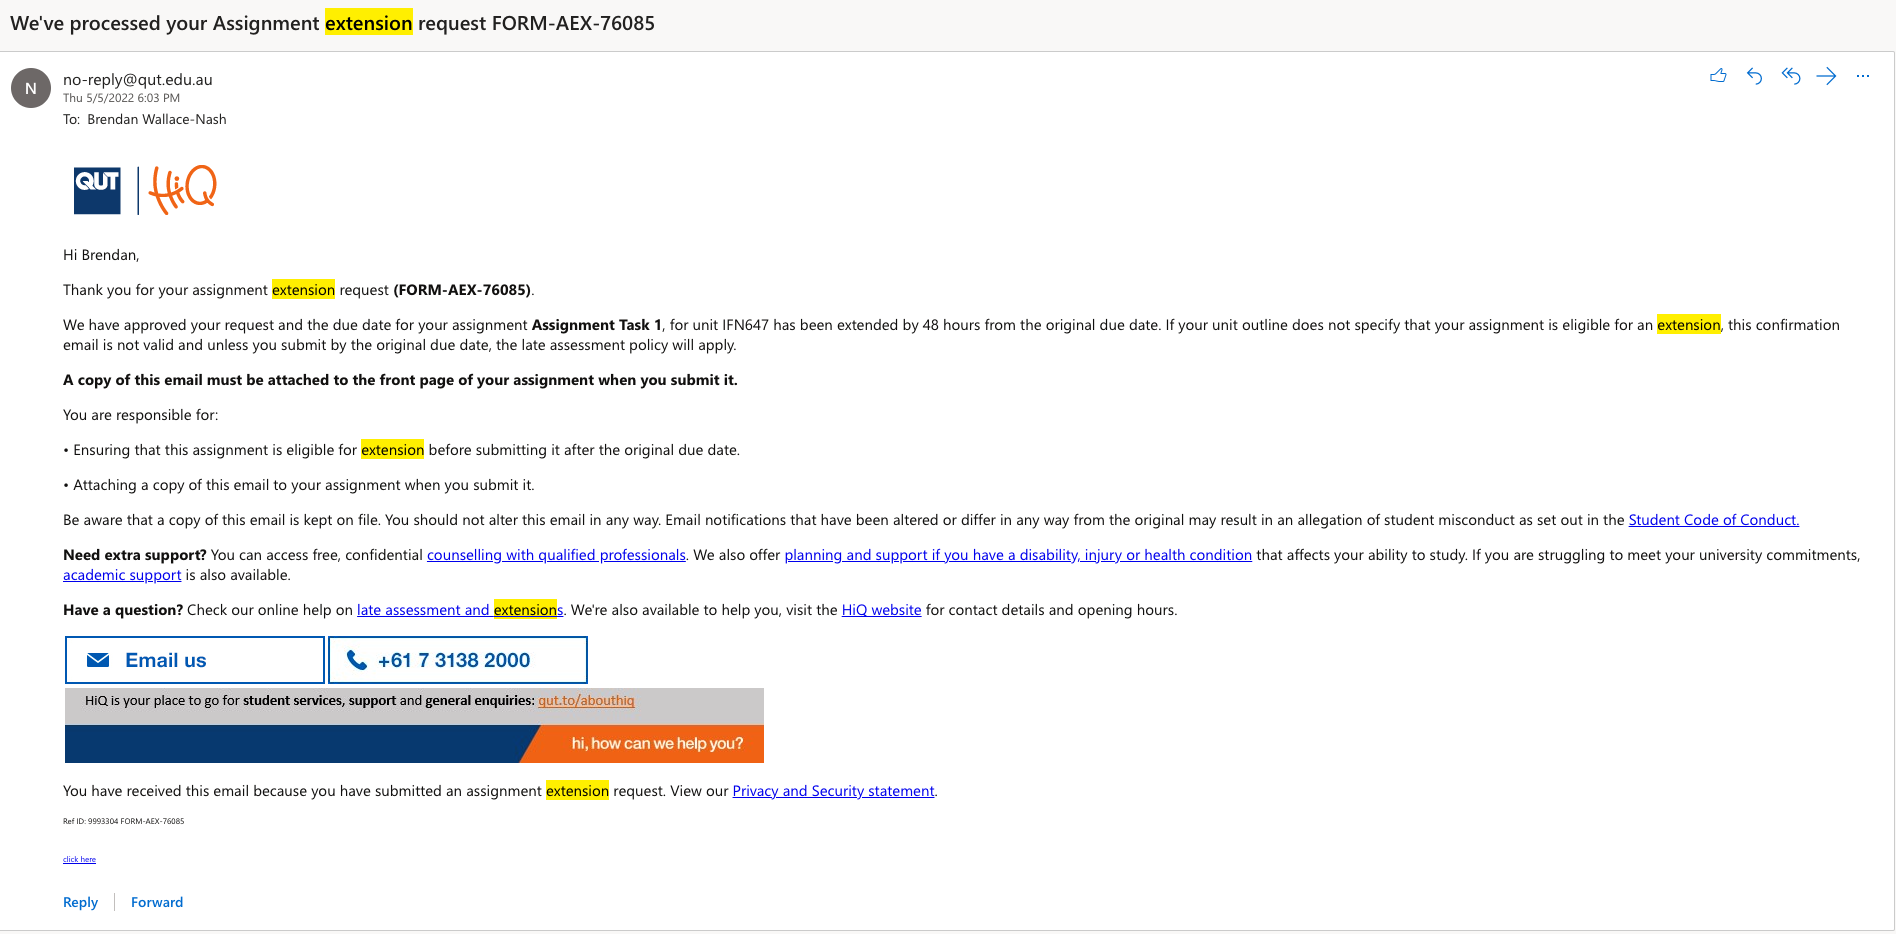 We've processed your Assignment extension request FORM-AEX-76085
N
no-reply@qut.edu.au
Thu 5/5/2022 6:03 PM
To: Brendan Wallace-Nash
QUT HiQ
Hi Brendan,
Thank you for your assignment extension request (FORM-AEX-76085).
We have approved your request and the due date for your assignment Assignment Task 1, for unit IFN647 has been extended by 48 hours from the original due date. If your unit outline does not specify that your assignment is eligible for an extension, this confirmation
email is not valid and unless you submit by the original due date, the late assessment policy will apply.
A copy of this email must be attached to the front page of your assignment when you submit it.
You are responsible for:
• Ensuring that this assignment is eligible for extension before submitting it after the original due date.
• Attaching a copy of this email to your assignment when you submit it.
Be aware that a copy of this email is kept on file. You should not alter this email in any way. Email notifications that have been altered or differ in any way from the original may result in an allegation of student misconduct as set out in the Student Code of Conduct.
Need extra support? You can access free, confidential counselling with qualified professionals. We also offer planning and support if you have a disability, injury or health condition that affects your ability to study. If you are struggling to meet your university commitments,
academic support is also available.
Have a question? Check our online help on late assessment and extensions. We're also available to help you, visit the HiQ website for contact details and opening hours.
Email us +61 7 3138 2000
HiQ is your place to go for student services, support and general enquiries: qut.to/abouthiq
hi, how can we help you?
You have received this email because you have submitted an assignment extension request. View our Privacy and Security statement.
Ref ID: 9993304 FORM-AEX-76085
click here
Reply Forward